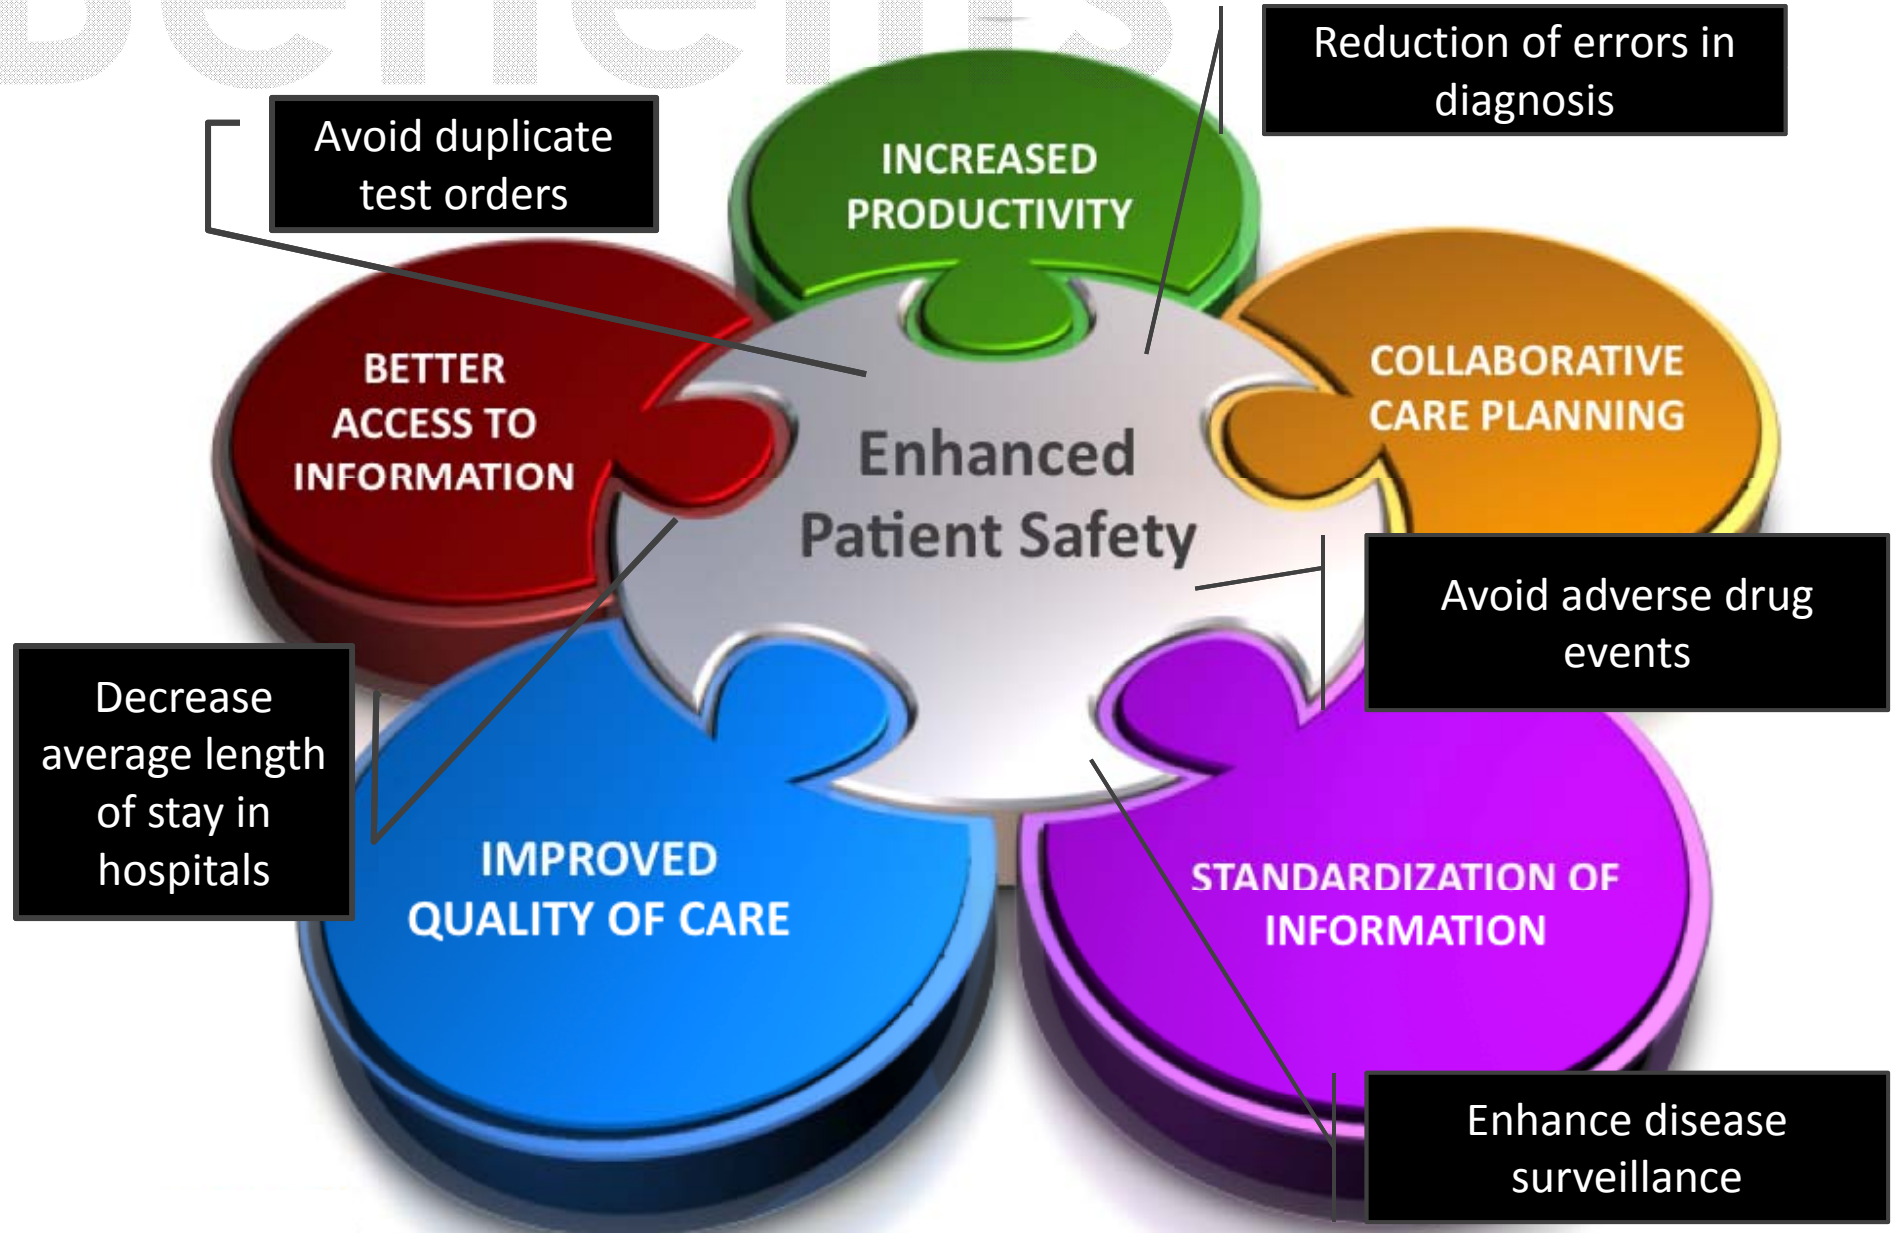 Benefits
Reduction of errors in
diagnosis
Avoid duplicate
test orders
INCREASED
PRODUCTIVITY
BETTER
ACCESS TO
INFORMATION
COLLABORATIVE
CARE PLANNING
Enhanced
Patient Safety
Avoid adverse drug
events
Decrease
average length
of stay in
hospitals
IMPROVED
QUALITY OF CARE
STANDARDIZATION OF
INFORMATION
Enhance disease
surveillance